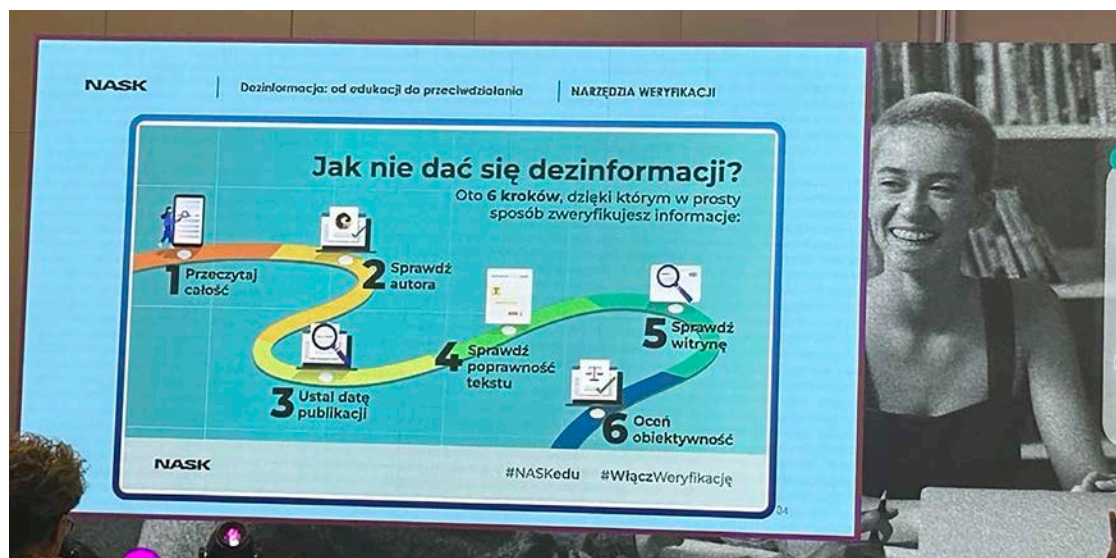 NASK
Dezinformacja: od edukacji do przeciwdziałania
NARZĘDZIA WERYFIKACJI
Jak nie dać się dezinformacji?
Oto 6 kroków, dzięki którym w prosty
sposób zweryfikujesz informacje:
1 Przeczytaj
całość
2 Sprawdź
autora
3 Ustal datę
publikacji
4 Sprawdź
poprawność
tekstu
5 Sprawdź
witrynę
6 Oceń
obiektywność
NASK
#NASKedu #WłączWeryfikację
34